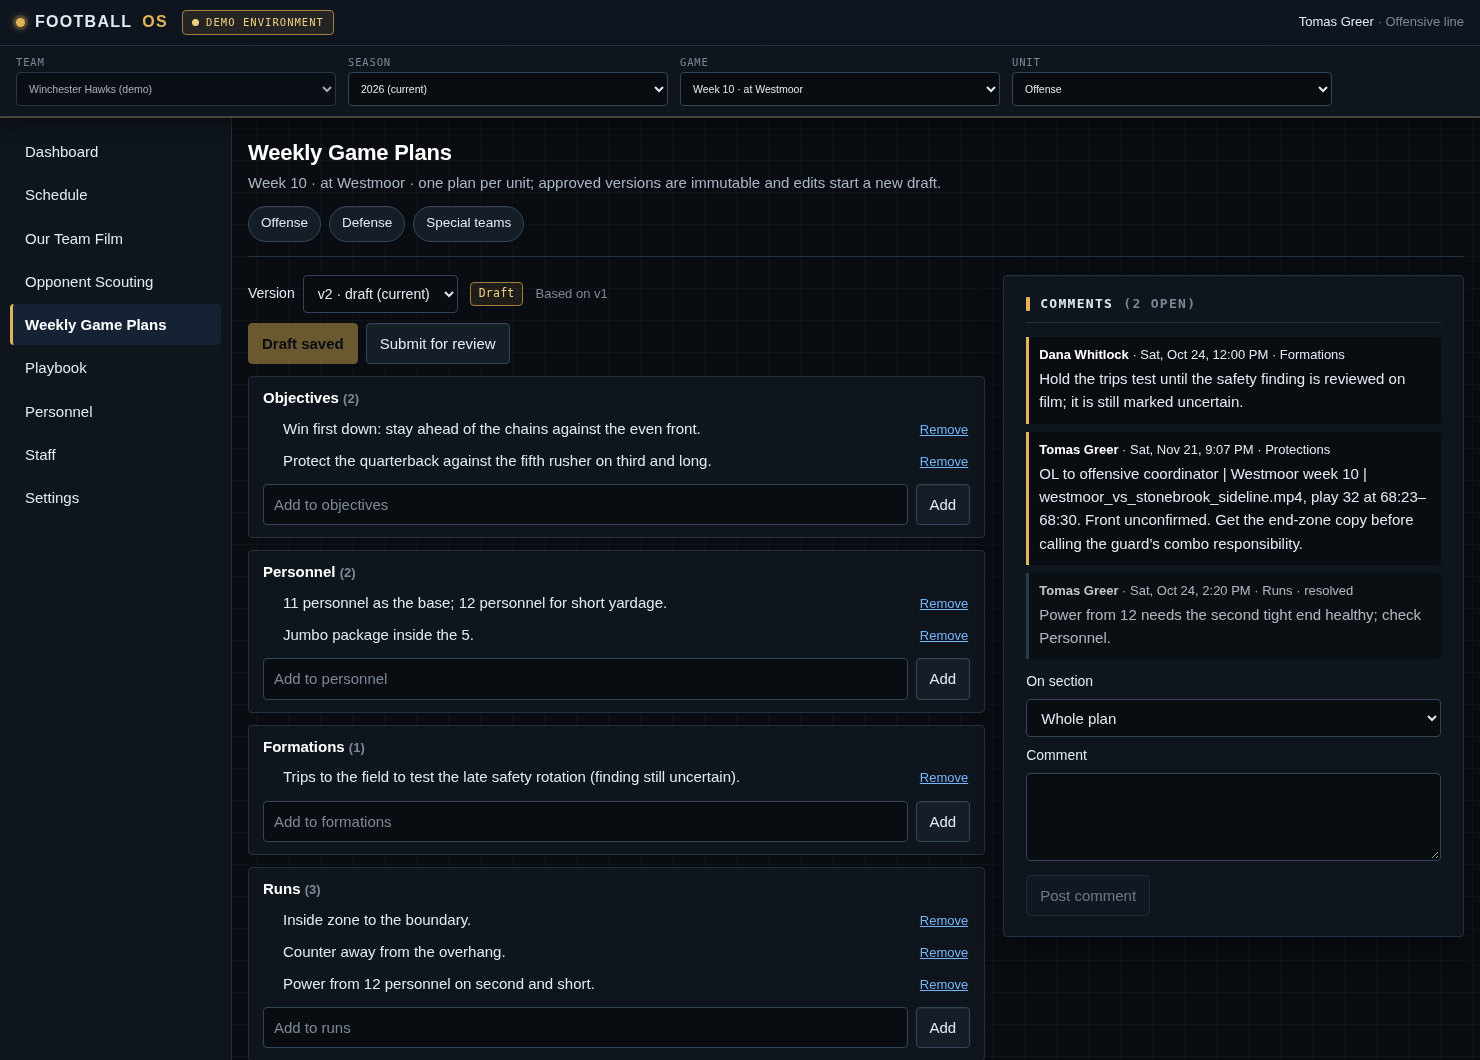 FOOTBALL OS
DEMO ENVIRONMENT
Tomas Greer · Offensive line
TEAM
SEASON
GAME
UNIT
Winchester Hawks (demo)
2026 (current)
Week 10 · at Westmoor
Offense
Dashboard
Schedule
Our Team Film
Opponent Scouting
Weekly Game Plans
Playbook
Personnel
Staff
Settings
Weekly Game Plans
Week 10 · at Westmoor · one plan per unit; approved versions are immutable and edits start a new draft.
Offense
Defense
Special teams
Version
v2 · draft (current)
Draft
Based on v1
Draft saved
Submit for review
Objectives (2)
Win first down: stay ahead of the chains against the even front.
Remove
Protect the quarterback against the fifth rusher on third and long.
Remove
Add to objectives
Add
Personnel (2)
11 personnel as the base; 12 personnel for short yardage.
Remove
Jumbo package inside the 5.
Remove
Add to personnel
Add
Formations (1)
Trips to the field to test the late safety rotation (finding still uncertain).
Remove
Add to formations
Add
Runs (3)
Inside zone to the boundary.
Remove
Counter away from the overhang.
Remove
Power from 12 personnel on second and short.
Remove
Add to runs
Add
COMMENTS (2 OPEN)
Dana Whitlock · Sat, Oct 24, 12:00 PM · Formations
Hold the trips test until the safety finding is reviewed on
film; it is still marked uncertain.
Tomas Greer · Sat, Nov 21, 9:07 PM · Protections
OL to offensive coordinator | Westmoor week 10 |
westmoor_vs_stonebrook_sideline.mp4, play 32 at 68:23–
68:30. Front unconfirmed. Get the end-zone copy before
calling the guard’s combo responsibility.
Tomas Greer · Sat, Oct 24, 2:20 PM · Runs · resolved
Power from 12 needs the second tight end healthy; check
Personnel.
On section
Whole plan
Comment
Post comment